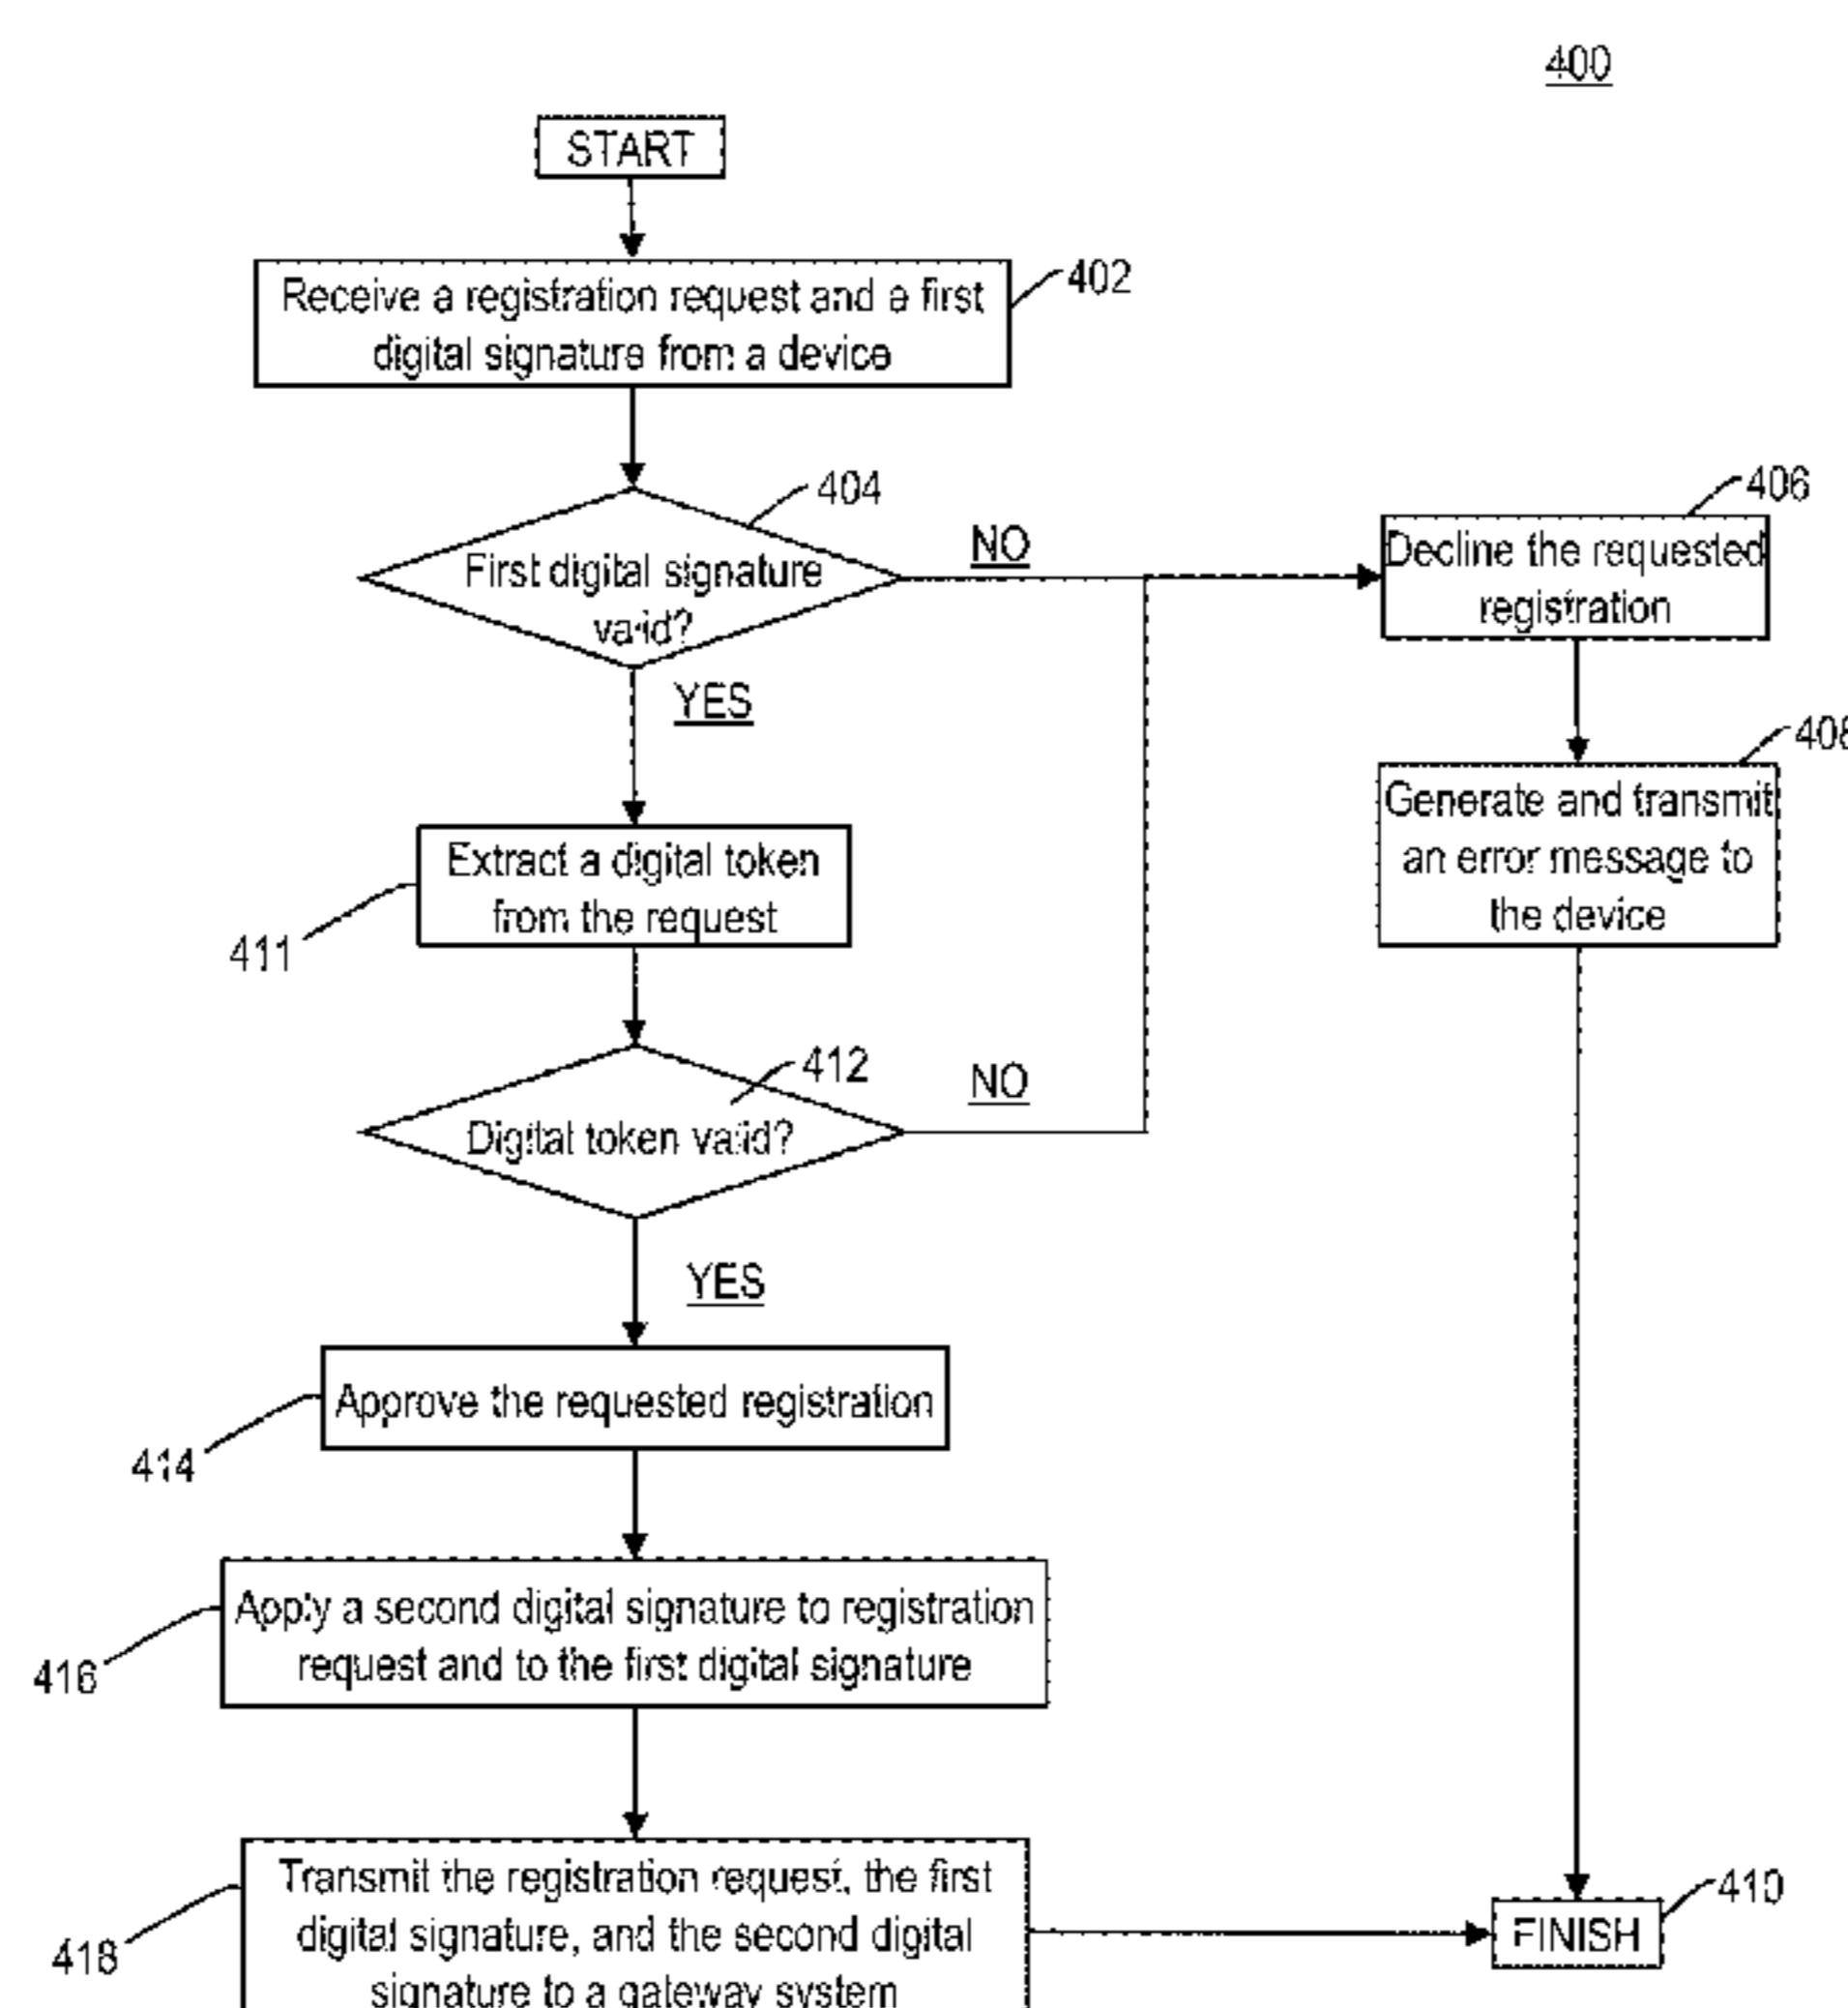 400
START
Receive a registration request and a first
digital signature from a device
402
404
First digital signature
valid?
NO
YES
406
Decline the requested
registration
408
Generate and transmit
an error message to
the device
Extract a digital token
from the request
411
412
Digital token valid?
NO
YES
Approve the requested registration
414
Apply a second digital signature to registration
request and to the first digital signature
416
Transmit the registration request, the first
digital signature, and the second digital
signature to a gateway system
418
410
FINISH